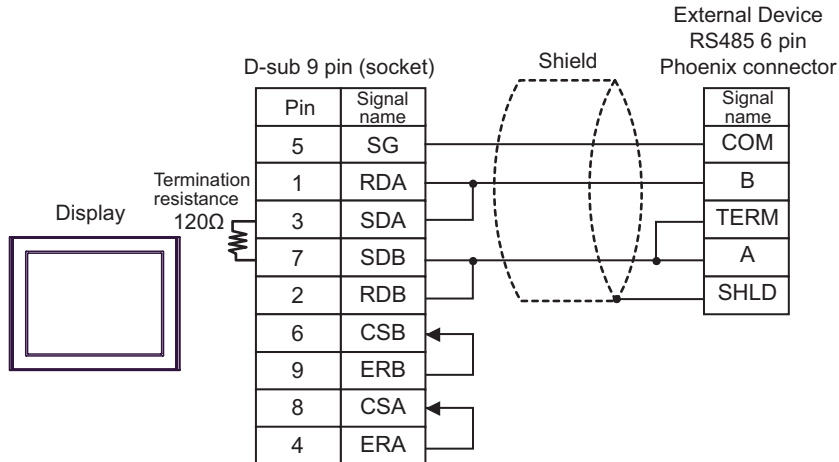 External Device
RS485 6 pin
Phoenix connector
D-sub 9 pin (socket)
Shield
Pin
Signal
name
Signal
name
5
SG
COM
Termination
resistance
120Ω
1
RDA
B
Display
3
SDA
TERM
7
SDB
A
2
RDB
SHLD
6
CSB
9
ERB
8
CSA
4
ERA